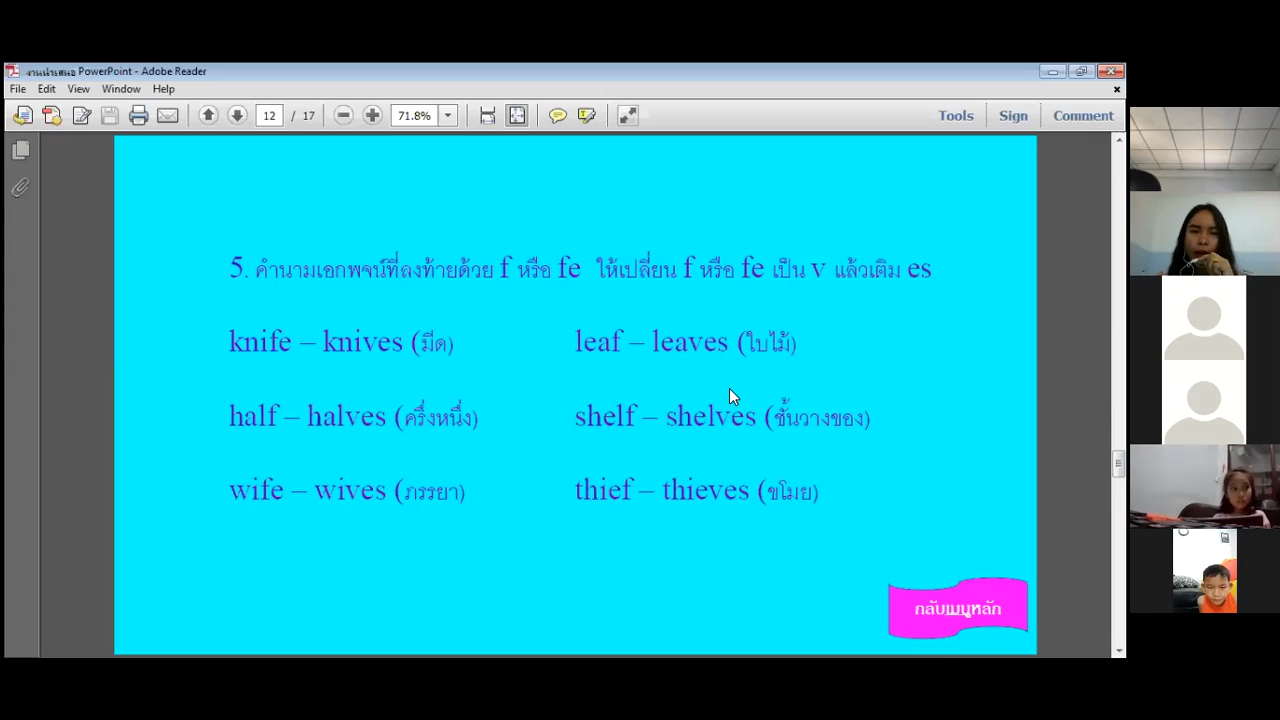 งานนำเสนอ PowerPoint - Adobe Reader
File Edit View Window Help
12 / 17 71.8% Tools Sign Comment
5. คำนามเอกพจน์ที่ลงท้ายด้วย f หรือ fe ให้เปลี่ยน f หรือ fe เป็น v แล้วเติม es
knife – knives (มีด) leaf – leaves (ใบไม้)
half – halves (ครึ่งหนึ่ง) shelf – shelves (ชั้นวางของ)
wife – wives (ภรรยา) thief – thieves (ขโมย)
กลับเมนูหลัก